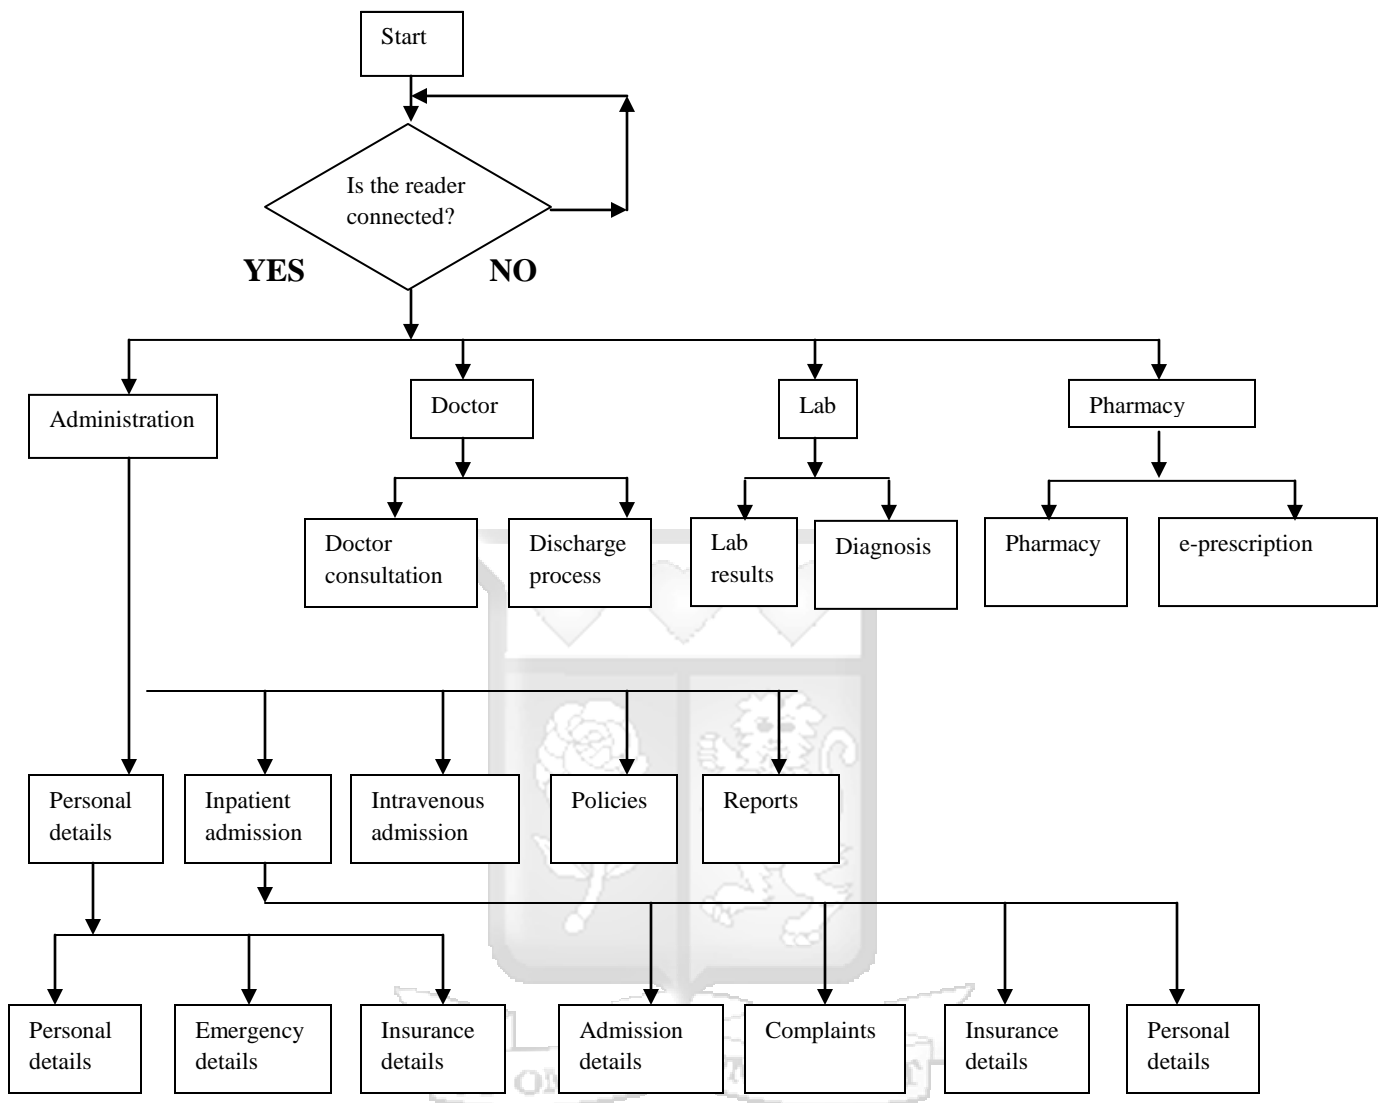 Start
Is the reader
connected?
YES
NO
Administration
Doctor
Lab
Pharmacy
Doctor
consultation
Discharge
process
Lab
results
Diagnosis
Pharmacy
e-prescription
Personal
details
Inpatient
admission
Intravenous
admission
Policies
Reports
Personal
details
Emergency
details
Insurance
details
Admission
details
Complaints
Insurance
details
Personal
details